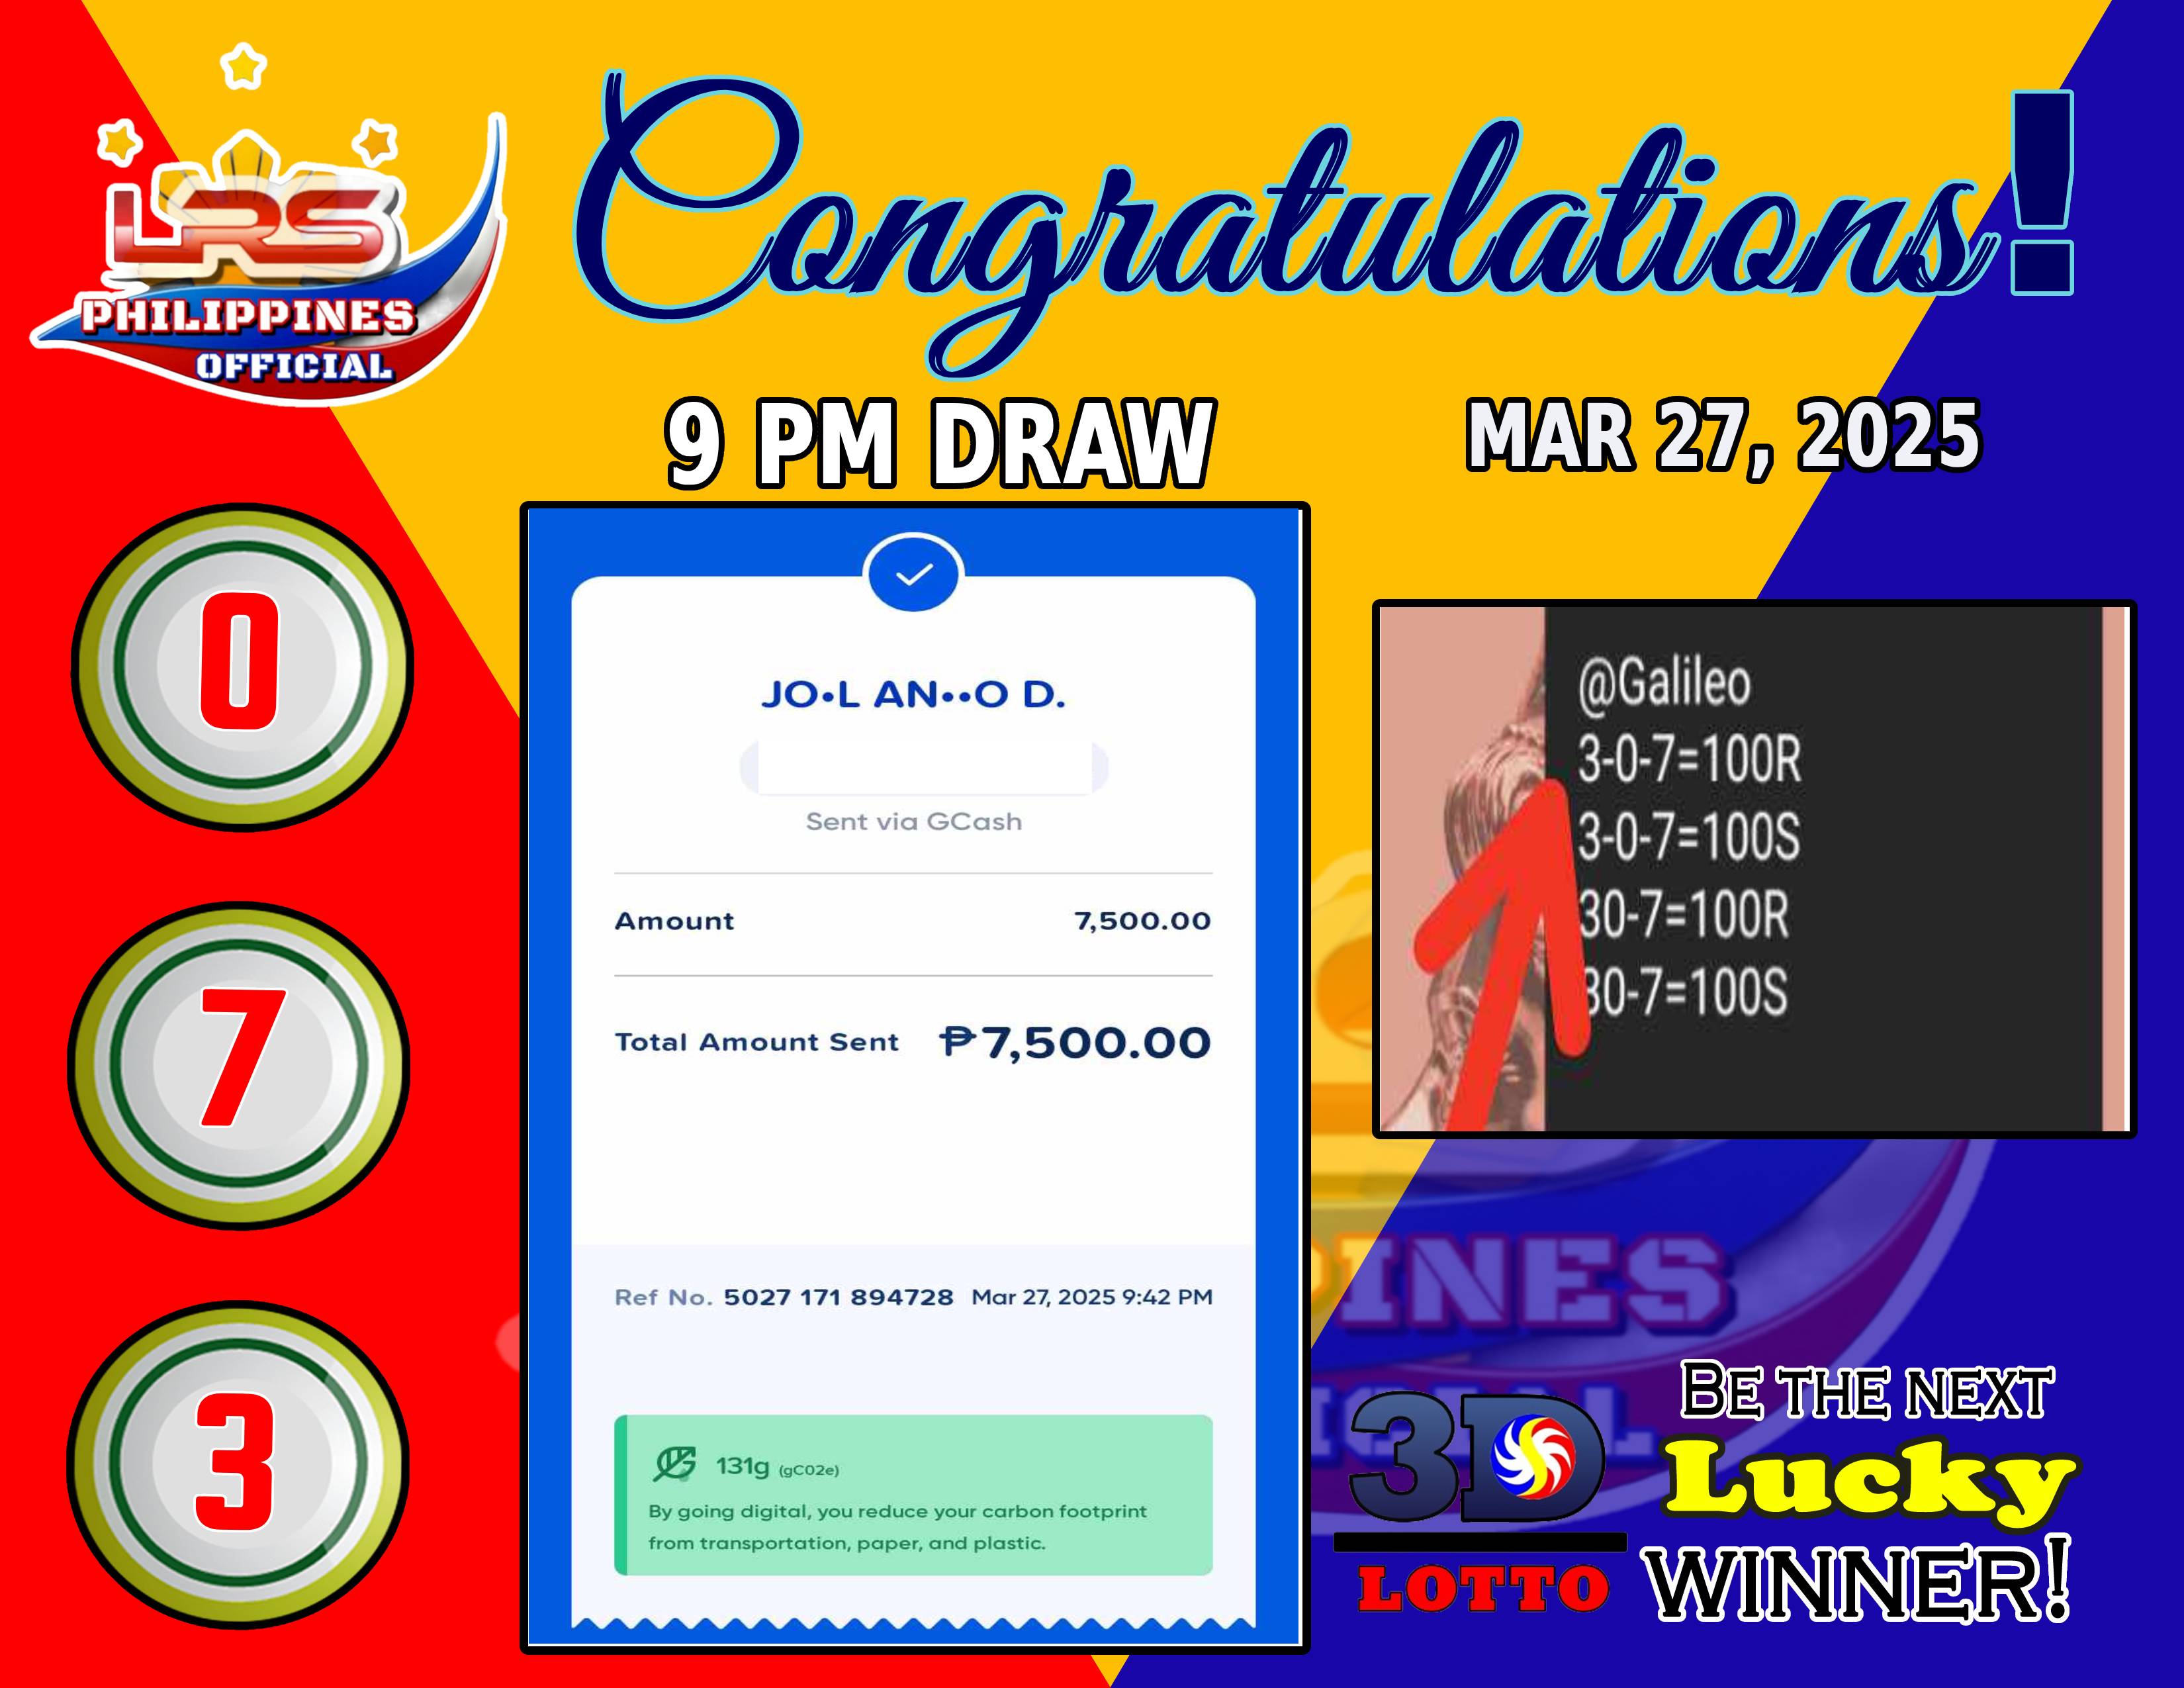 LRS
PHILIPPINES
OFFICIAL
Congratulations!
9 PM DRAW
MAR 27, 2025
0
7
3
JO•L AN••O D.
Sent via GCash
Amount 7,500.00
Total Amount Sent ₱7,500.00
Ref No. 5027 171 894728 Mar 27, 2025 9:42 PM
131g (gCO2e)
By going digital, you reduce your carbon footprint
from transportation, paper, and plastic.
@Galileo
3-0-7=100R
3-0-7=100S
30-7=100R
30-7=100S
PINES
ICIAL
3D
LOTTO
BE THE NEXT
Lucky
WINNER!